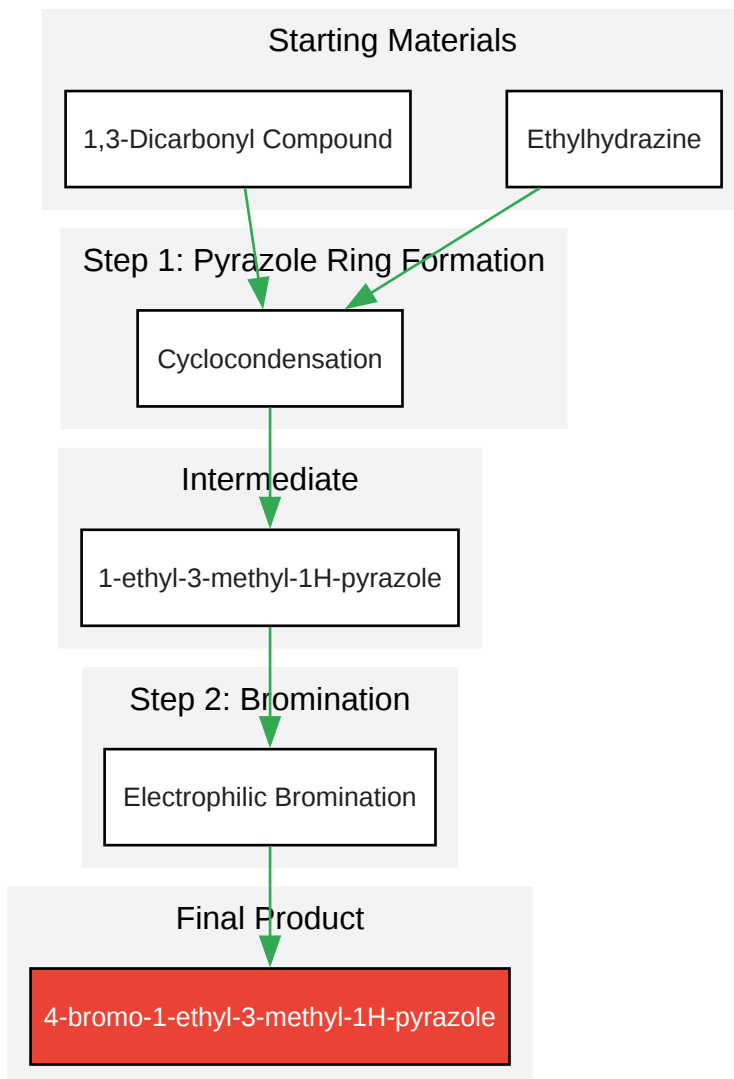 Starting Materials
1,3-Dicarbonyl Compound
Ethylhydrazine
Step 1: Pyrazole Ring Formation
Cyclocondensation
Intermediate
1-ethyl-3-methyl-1H-pyrazole
Step 2: Bromination
Electrophilic Bromination
Final Product
4-bromo-1-ethyl-3-methyl-1H-pyrazole